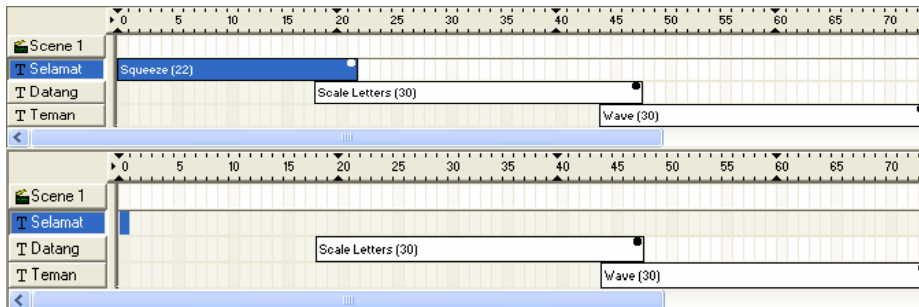 0 5 10 15 20 25 30 35 40 45 50 55 60 65 70
Scene 1
T Selamat Squeeze (22)
T Datang Scale Letters (30)
T Teman Wave (30)
0 5 10 15 20 25 30 35 40 45 50 55 60 65 70
Scene 1
T Selamat
T Datang Scale Letters (30)
T Teman Wave (30)